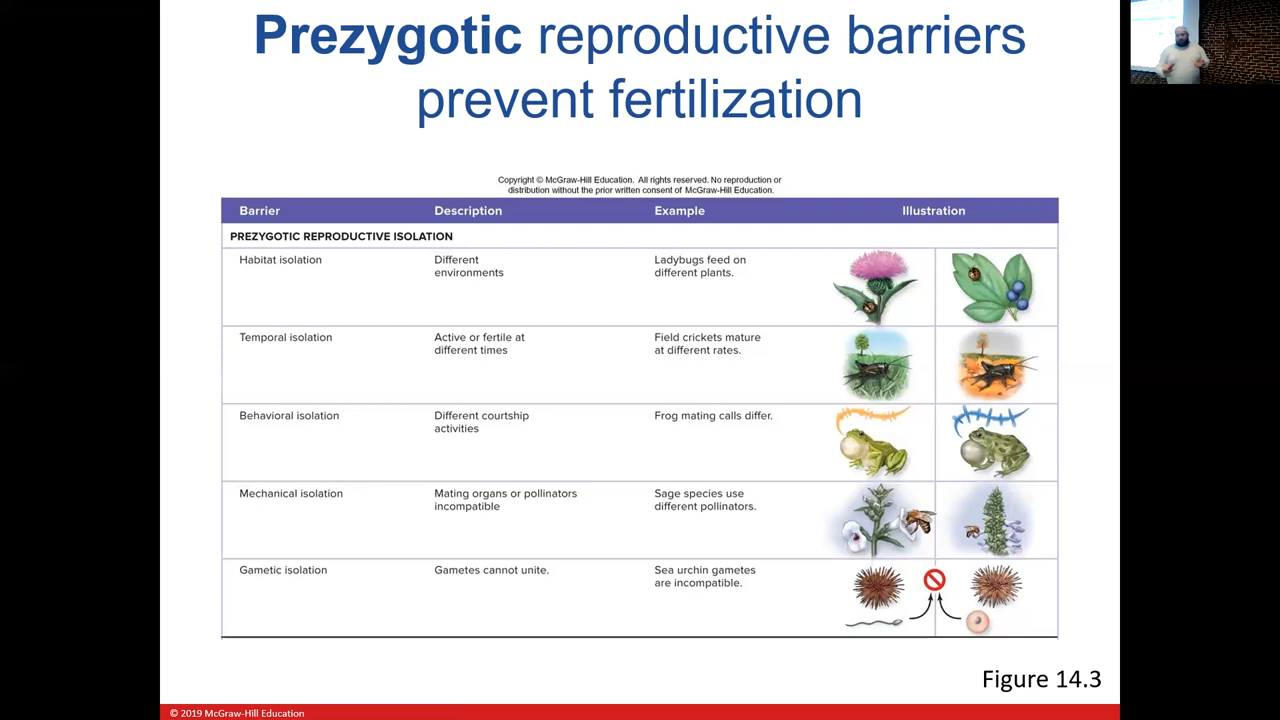 Prezygotic reproductive barriers
prevent fertilization
Copyright © McGraw-Hill Education. All rights reserved. No reproduction or
distribution without the prior written consent of McGraw-Hill Education.
Barrier Description Example Illustration
PREZYGOTIC REPRODUCTIVE ISOLATION
Habitat isolation
Different
environments
Ladybugs feed on
different plants.
Temporal isolation
Active or fertile at
different times
Field crickets mature
at different rates.
Behavioral isolation
Different courtship
activities
Frog mating calls differ.
Mechanical isolation
Mating organs or pollinators
incompatible
Sage species use
different pollinators.
Gametic isolation
Gametes cannot unite.
Sea urchin gametes
are incompatible.
Figure 14.3
© 2019 McGraw-Hill Education